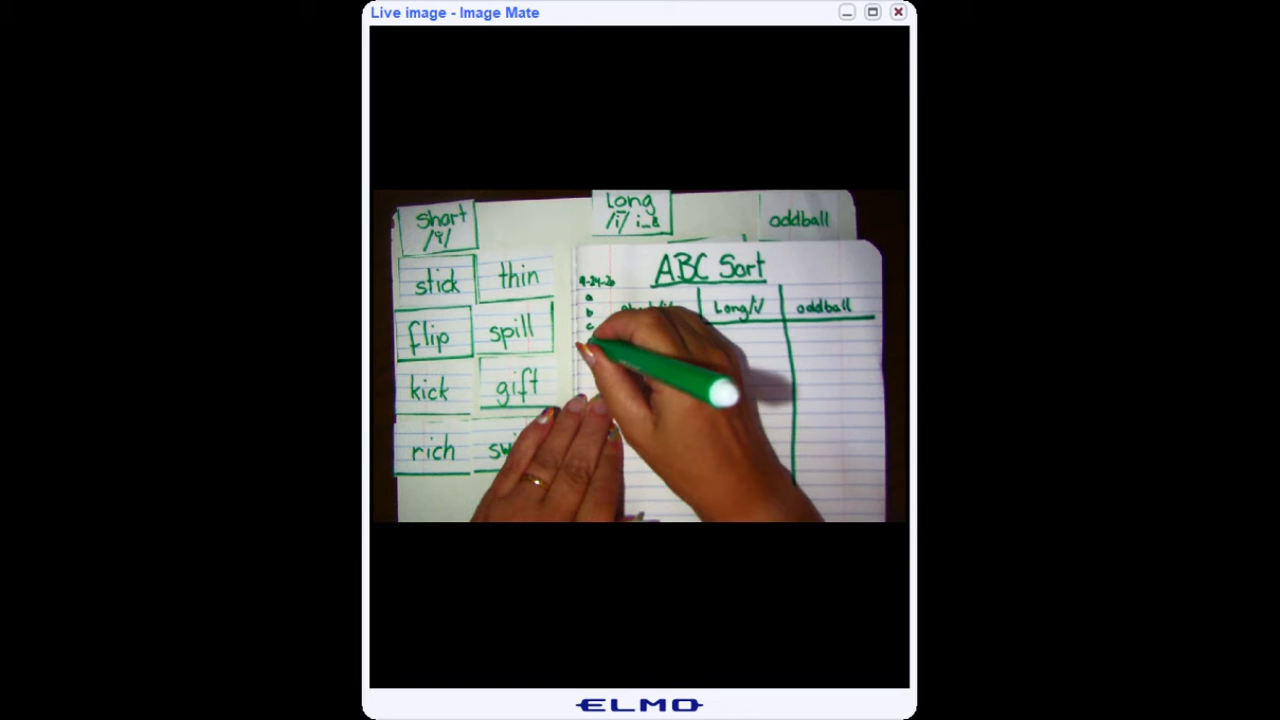 Live image - Image Mate
short
/ĭ/
long
/ī/ i_e
oddball
stick
thin
flip
spill
kick
gift
rich
ABC Sort
a
b
c
Long/ī/
oddball
ELMO